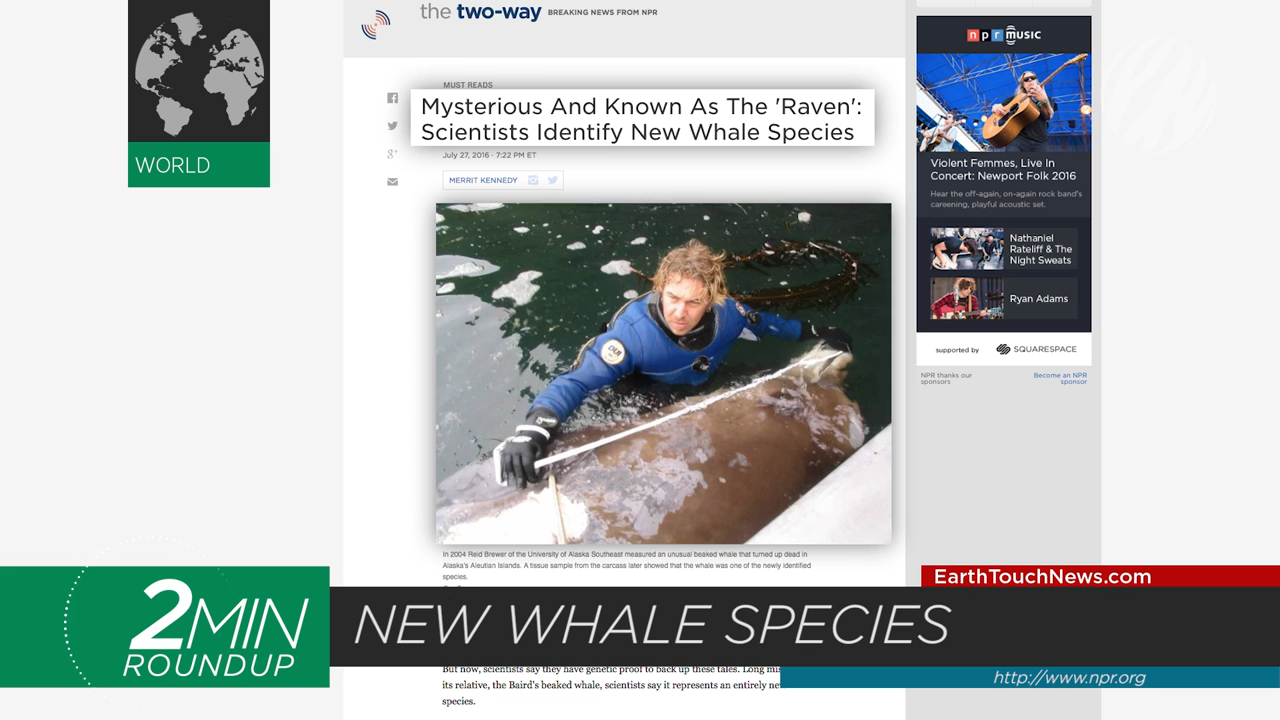 the two-way BREAKING NEWS FROM NPR
WORLD
MUST READS
Mysterious And Known As The 'Raven':
Scientists Identify New Whale Species
July 27, 2016 · 7:22 PM ET
MERRIT KENNEDY
In 2004 Reid Brewer of the University of Alaska Southeast measured an unusual beaked whale that turned up dead in
Alaska's Aleutian Islands. A tissue sample from the carcass later showed that the whale was one of the newly identified
species.
npr MUSIC
Violent Femmes, Live In
Concert: Newport Folk 2016
Hear the off-again, on-again rock band's
careening, playful acoustic set.
Nathaniel
Rateliff & The
Night Sweats
Ryan Adams
supported by SQUARESPACE
NPR thanks our
sponsors
Become an NPR
sponsor
EarthTouchNews.com
2MIN
ROUNDUP
NEW WHALE SPECIES
But now, scientists say they have genetic proof to back up these tales. Long
its relative, the Baird's beaked whale, scientists say it represents an entirely
species.
http://www.npr.org